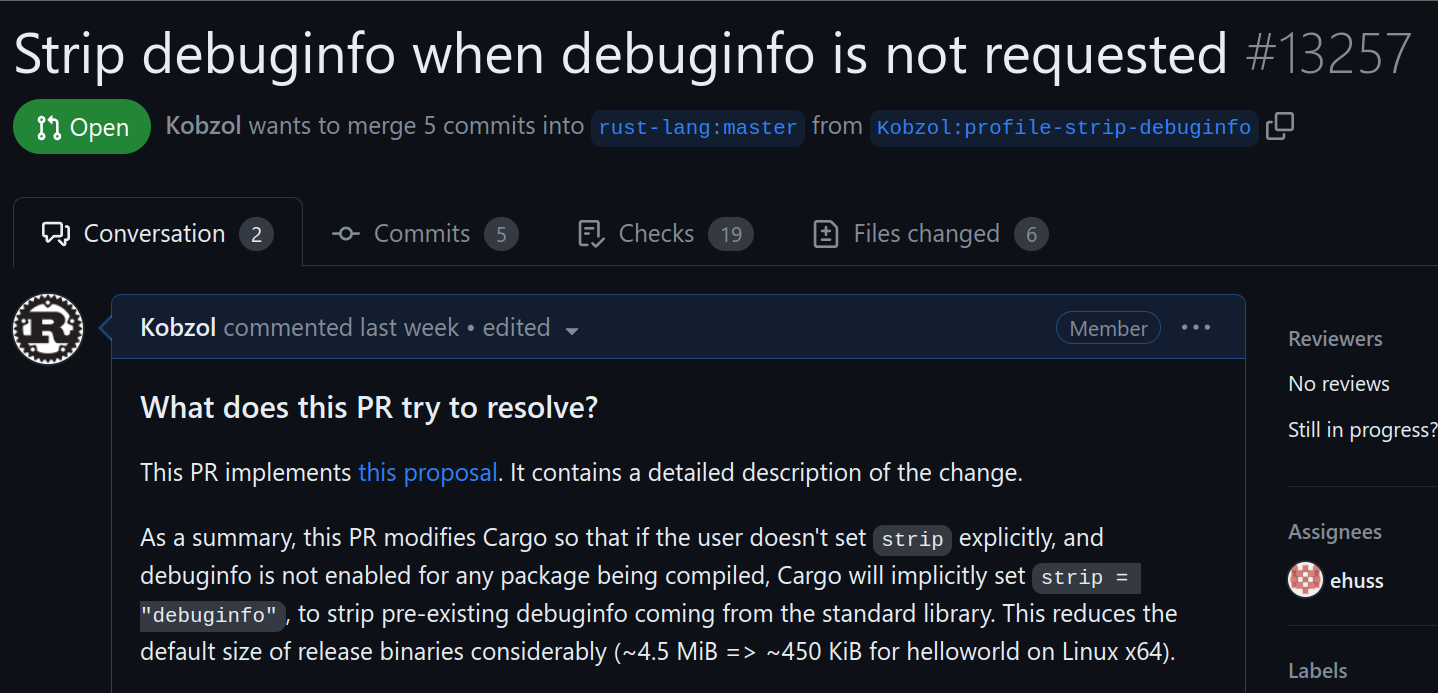 Strip debuginfo when debuginfo is not requested #13257
Open Kobzol wants to merge 5 commits into rust-lang:master from Kobzol:profile-strip-debuginfo
Conversation 2 Commits 5 Checks 19 Files changed 6
R
Kobzol commented last week • edited Member
What does this PR try to resolve?
This PR implements this proposal. It contains a detailed description of the change.
As a summary, this PR modifies Cargo so that if the user doesn't set strip explicitly, and
debuginfo is not enabled for any package being compiled, Cargo will implicitly set strip =
"debuginfo", to strip pre-existing debuginfo coming from the standard library. This reduces the
default size of release binaries considerably (~4.5 MiB => ~450 KiB for helloworld on Linux x64).
Reviewers
No reviews
Still in progress?
Assignees
ehuss
Labels